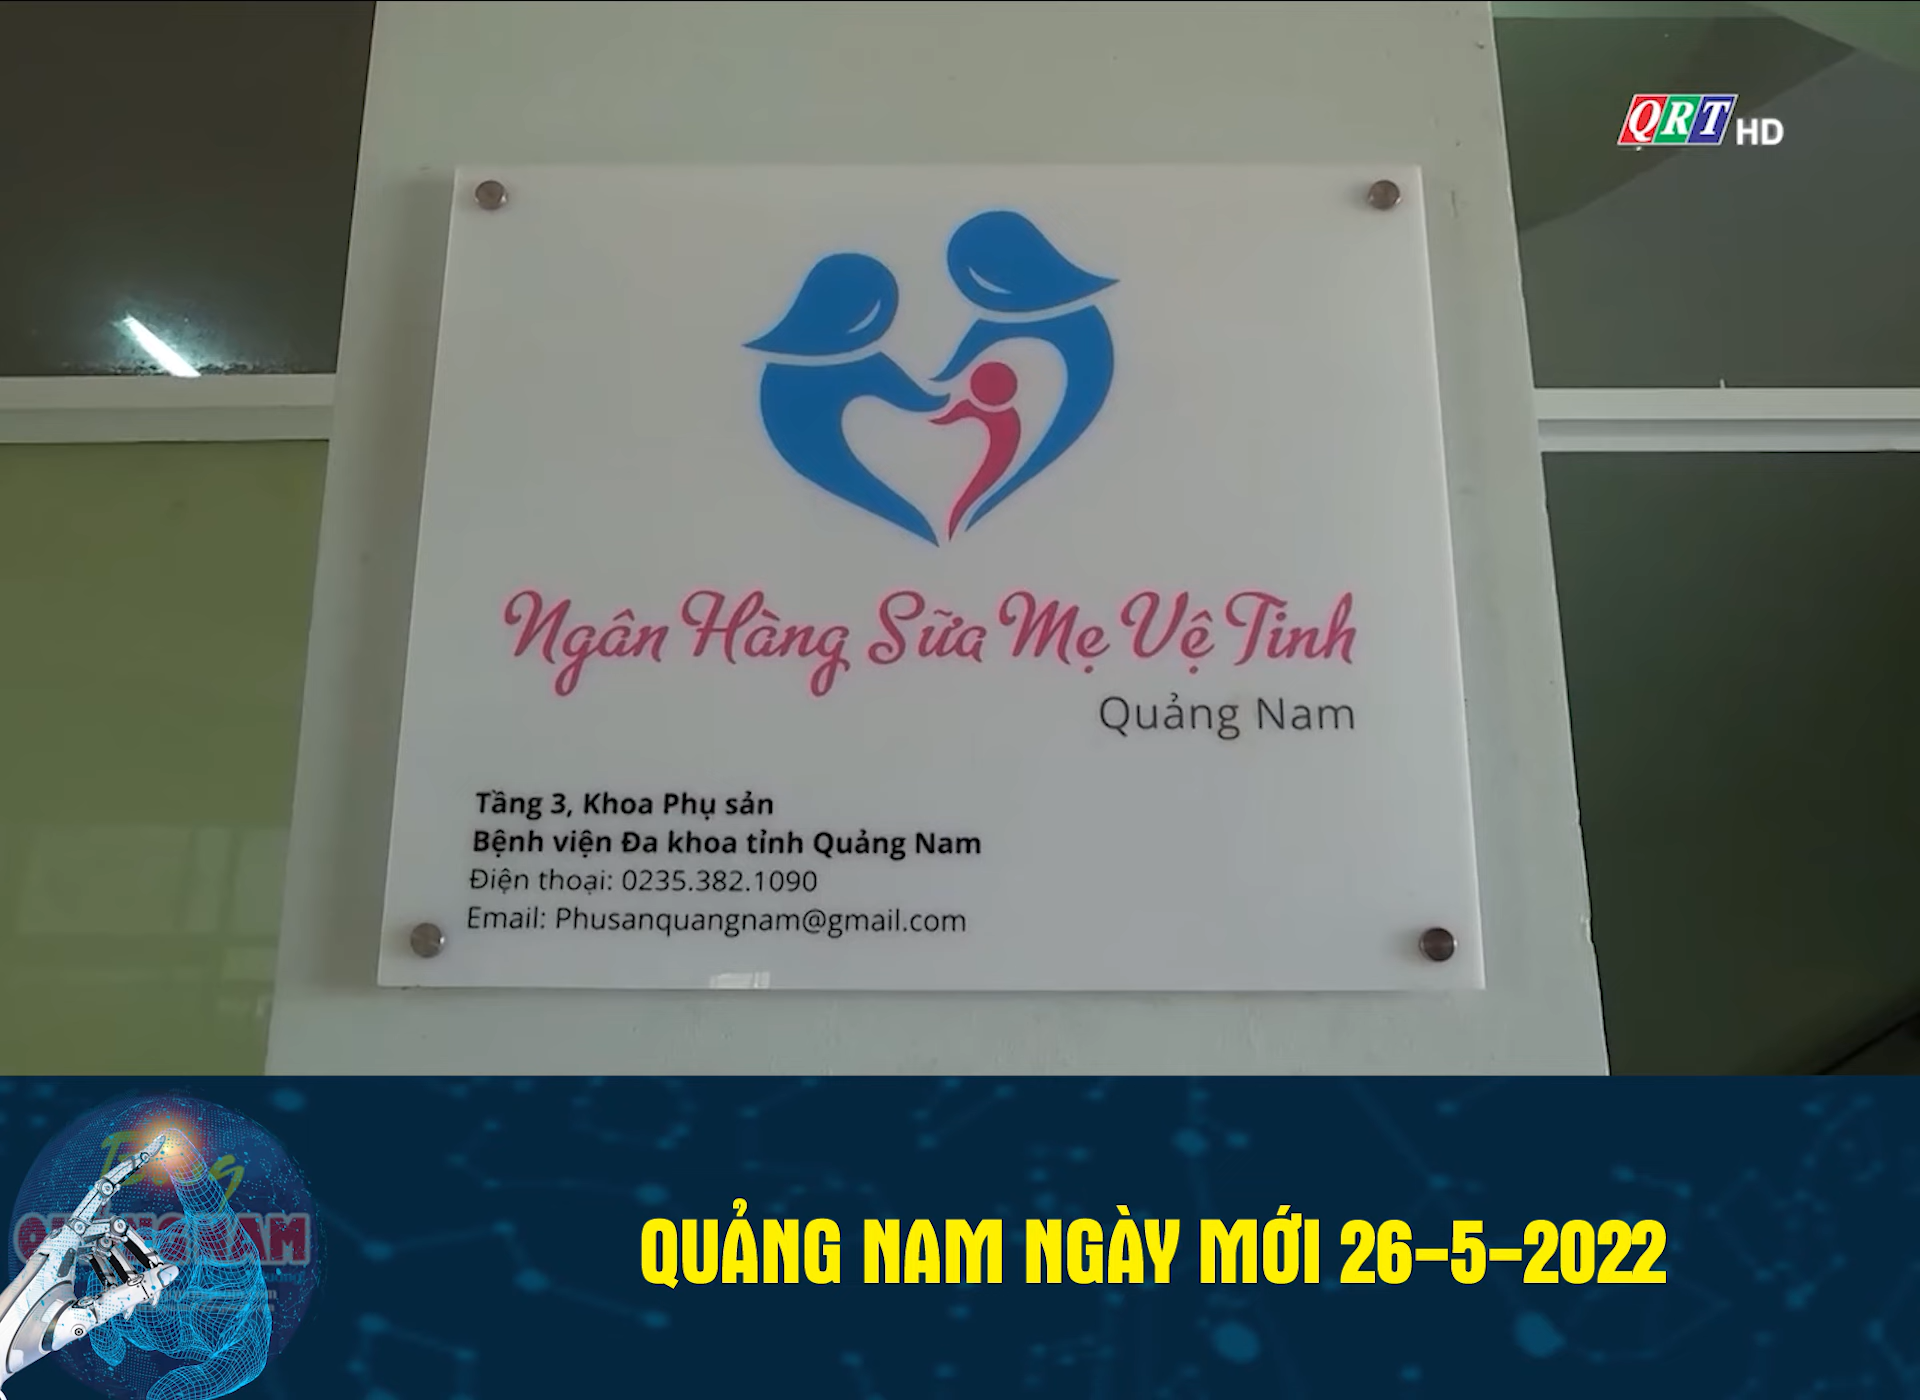 QRT HD
Ngân Hàng Sữa Mẹ Vệ Tinh
Quảng Nam
Tầng 3, Khoa Phụ sản
Bệnh viện Đa khoa tỉnh Quảng Nam
Điện thoại: 0235.382.1090
Email: Phusanquangnam@gmail.com
QUẢNG NAM NGÀY MỚI 26-5-2022